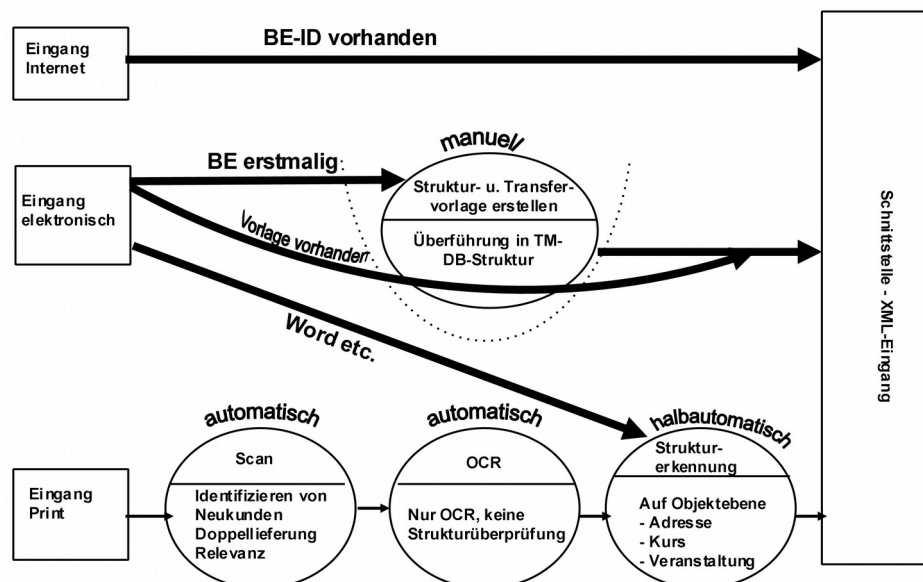 Eingang
Internet
BE-ID vorhanden
Eingang
elektronisch
BE erstmalig
manuell
Struktur- u. Transfer-
vorlage erstellen
Überführung in TM-
DB-Struktur
Vorlage vorhanden
Word etc.
Eingang
Print
automatisch
Scan
Identifizieren von
Neukunden
Doppellieferung
Relevanz
automatisch
OCR
Nur OCR, keine
Strukturüberprüfung
halbautomatisch
Struktur-
erkennung
Auf Objektebene
- Adresse
- Kurs
- Veranstaltung
Schnittstelle - XML-Eingang